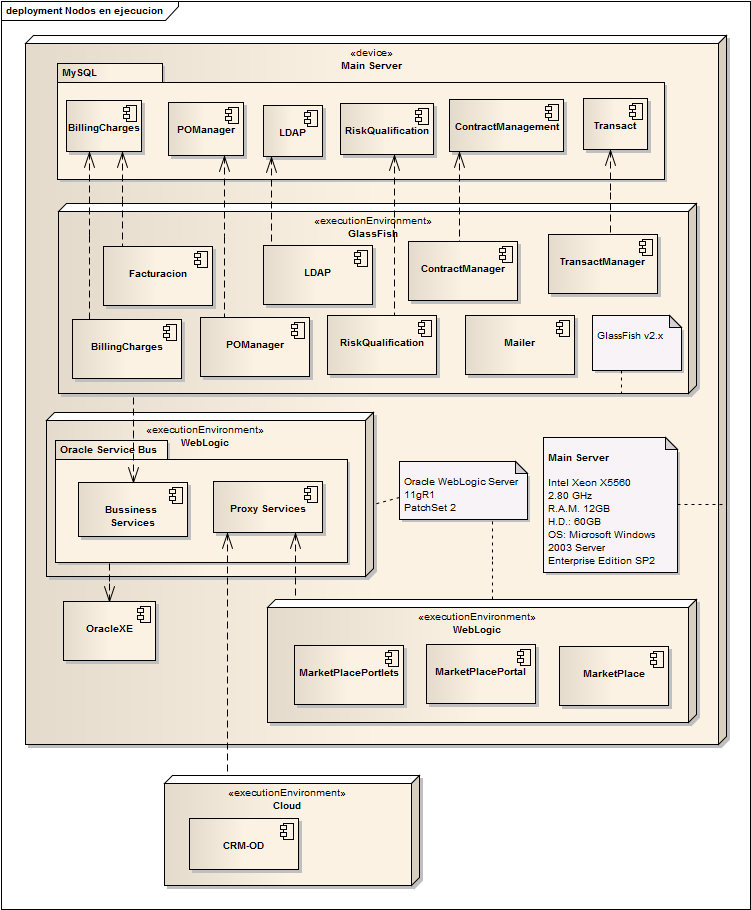 deployment Nodos en ejecucion
«device»
Main Server
MySQL
BillingCharges
POManager
LDAP
RiskQualification
ContractManagement
Transact
«executionEnvironment»
GlassFish
Facturacion
LDAP
ContractManager
TransactManager
BillingCharges
POManager
RiskQualification
Mailer
GlassFish v2.x
«executionEnvironment»
WebLogic
Oracle Service Bus
Bussiness
Services
Proxy Services
Oracle WebLogic Server
11gR1
PatchSet 2
Main Server
Intel Xeon X5560
2.80 GHz
R.A.M. 12GB
H.D.: 60GB
OS: Microsoft Windows
2003 Server
Enterprise Edition SP2
OracleXE
«executionEnvironment»
WebLogic
MarketPlacePortlets
MarketPlacePortal
MarketPlace
«executionEnvironment»
Cloud
CRM-OD